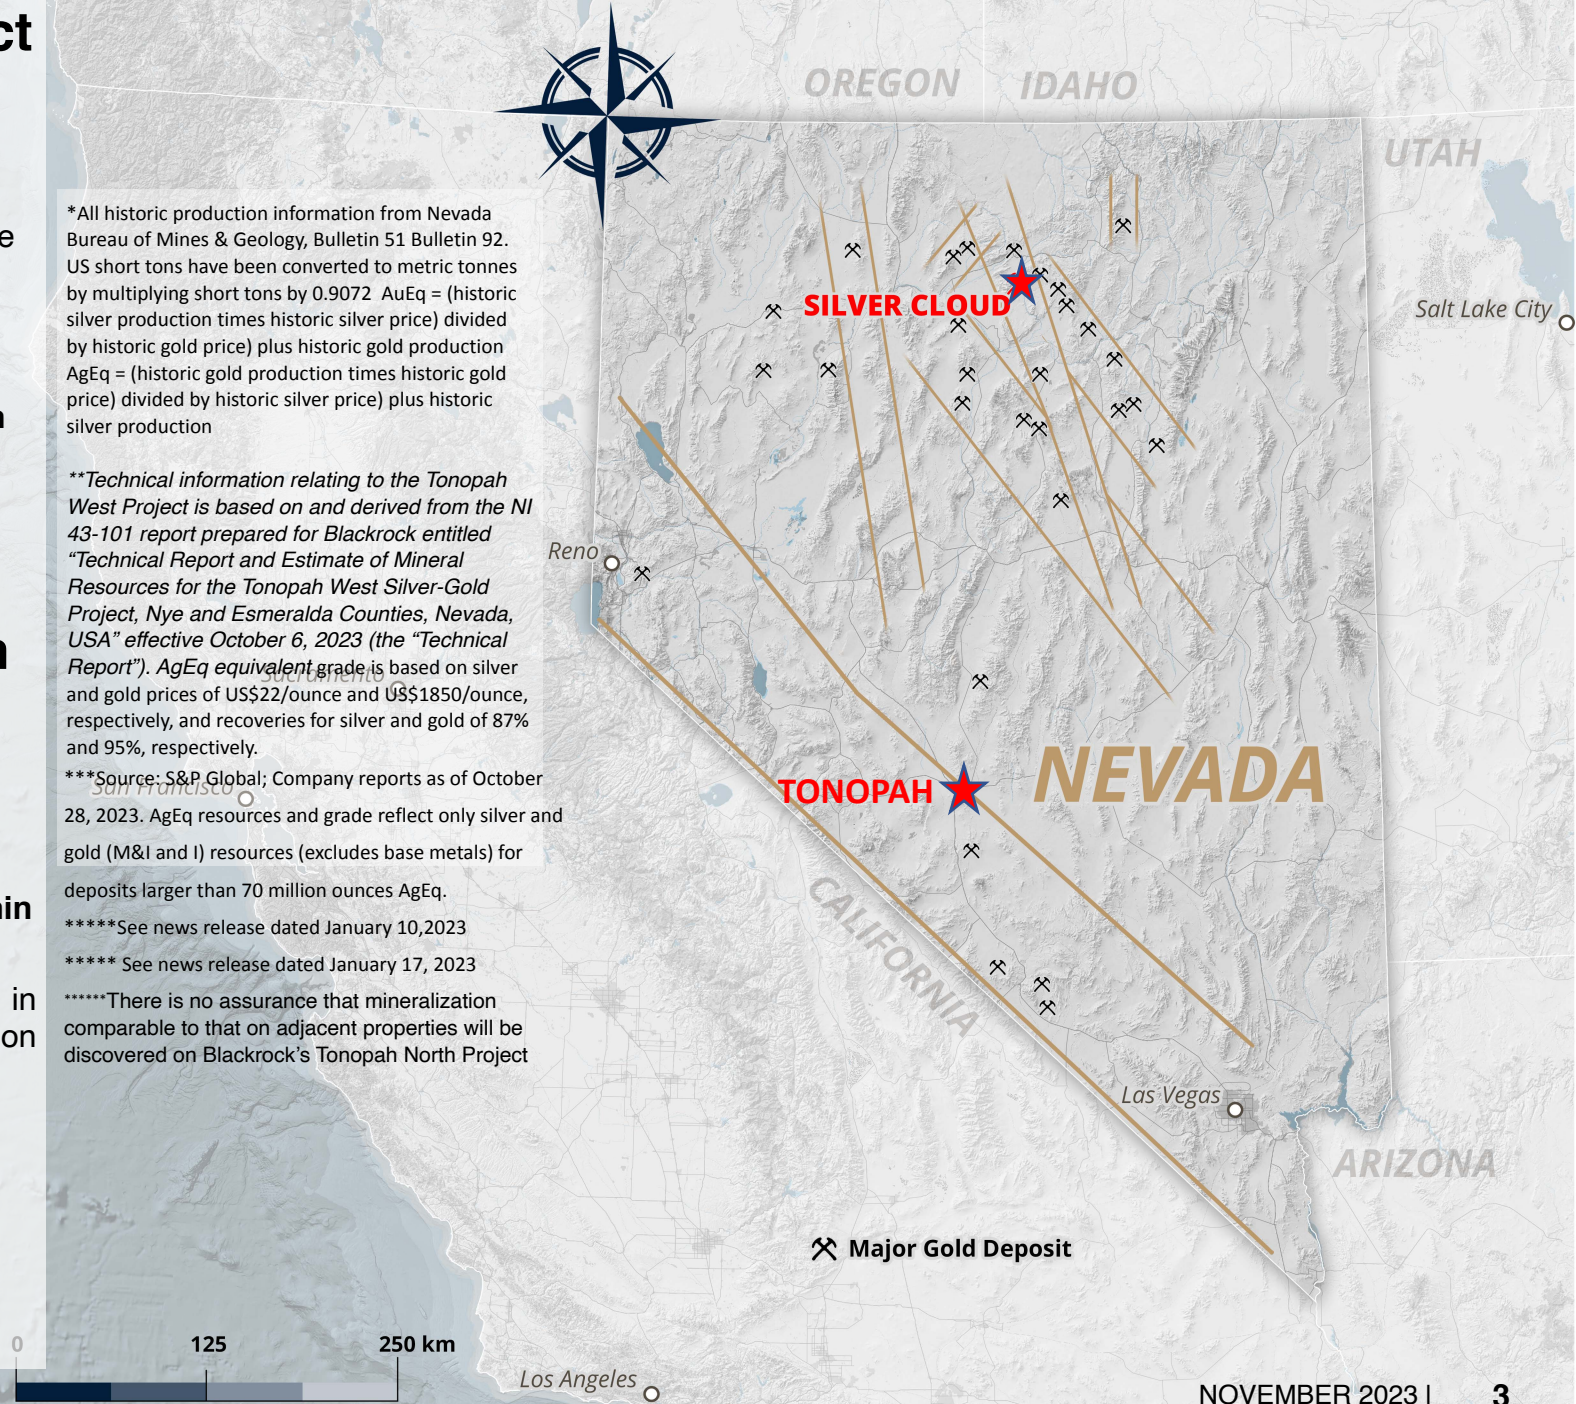 ct
e
n
n
in
in
on
*All historic production information from Nevada
Bureau of Mines & Geology, Bulletin 51 Bulletin 92.
US short tons have been converted to metric tonnes
by multiplying short tons by 0.9072 AuEq = (historic
silver production times historic silver price) divided
by historic gold price) plus historic gold production
AgEq = (historic gold production times historic gold
price) divided by historic silver price) plus historic
silver production
**Technical information relating to the Tonopah
West Project is based on and derived from the NI
43-101 report prepared for Blackrock entitled
“Technical Report and Estimate of Mineral
Resources for the Tonopah West Silver-Gold
Project, Nye and Esmeralda Counties, Nevada,
USA” effective October 6, 2023 (the “Technical
Report”). AgEq equivalent grade is based on silver
and gold prices of US$22/ounce and US$1850/ounce,
respectively, and recoveries for silver and gold of 87%
and 95%, respectively.
***Source: S&P Global; Company reports as of October
28, 2023. AgEq resources and grade reflect only silver and
gold (M&I and I) resources (excludes base metals) for
deposits larger than 70 million ounces AgEq.
*****See news release dated January 10,2023
***** See news release dated January 17, 2023
******There is no assurance that mineralization
comparable to that on adjacent properties will be
discovered on Blackrock’s Tonopah North Project
Sacramento
San Francisco
OREGON
IDAHO
UTAH
Salt Lake City
SILVER CLOUD
Reno
NEVADA
TONOPAH
CALIFORNIA
Las Vegas
ARIZONA
Major Gold Deposit
0 125 250 km
Los Angeles
NOVEMBER 2023 | 3